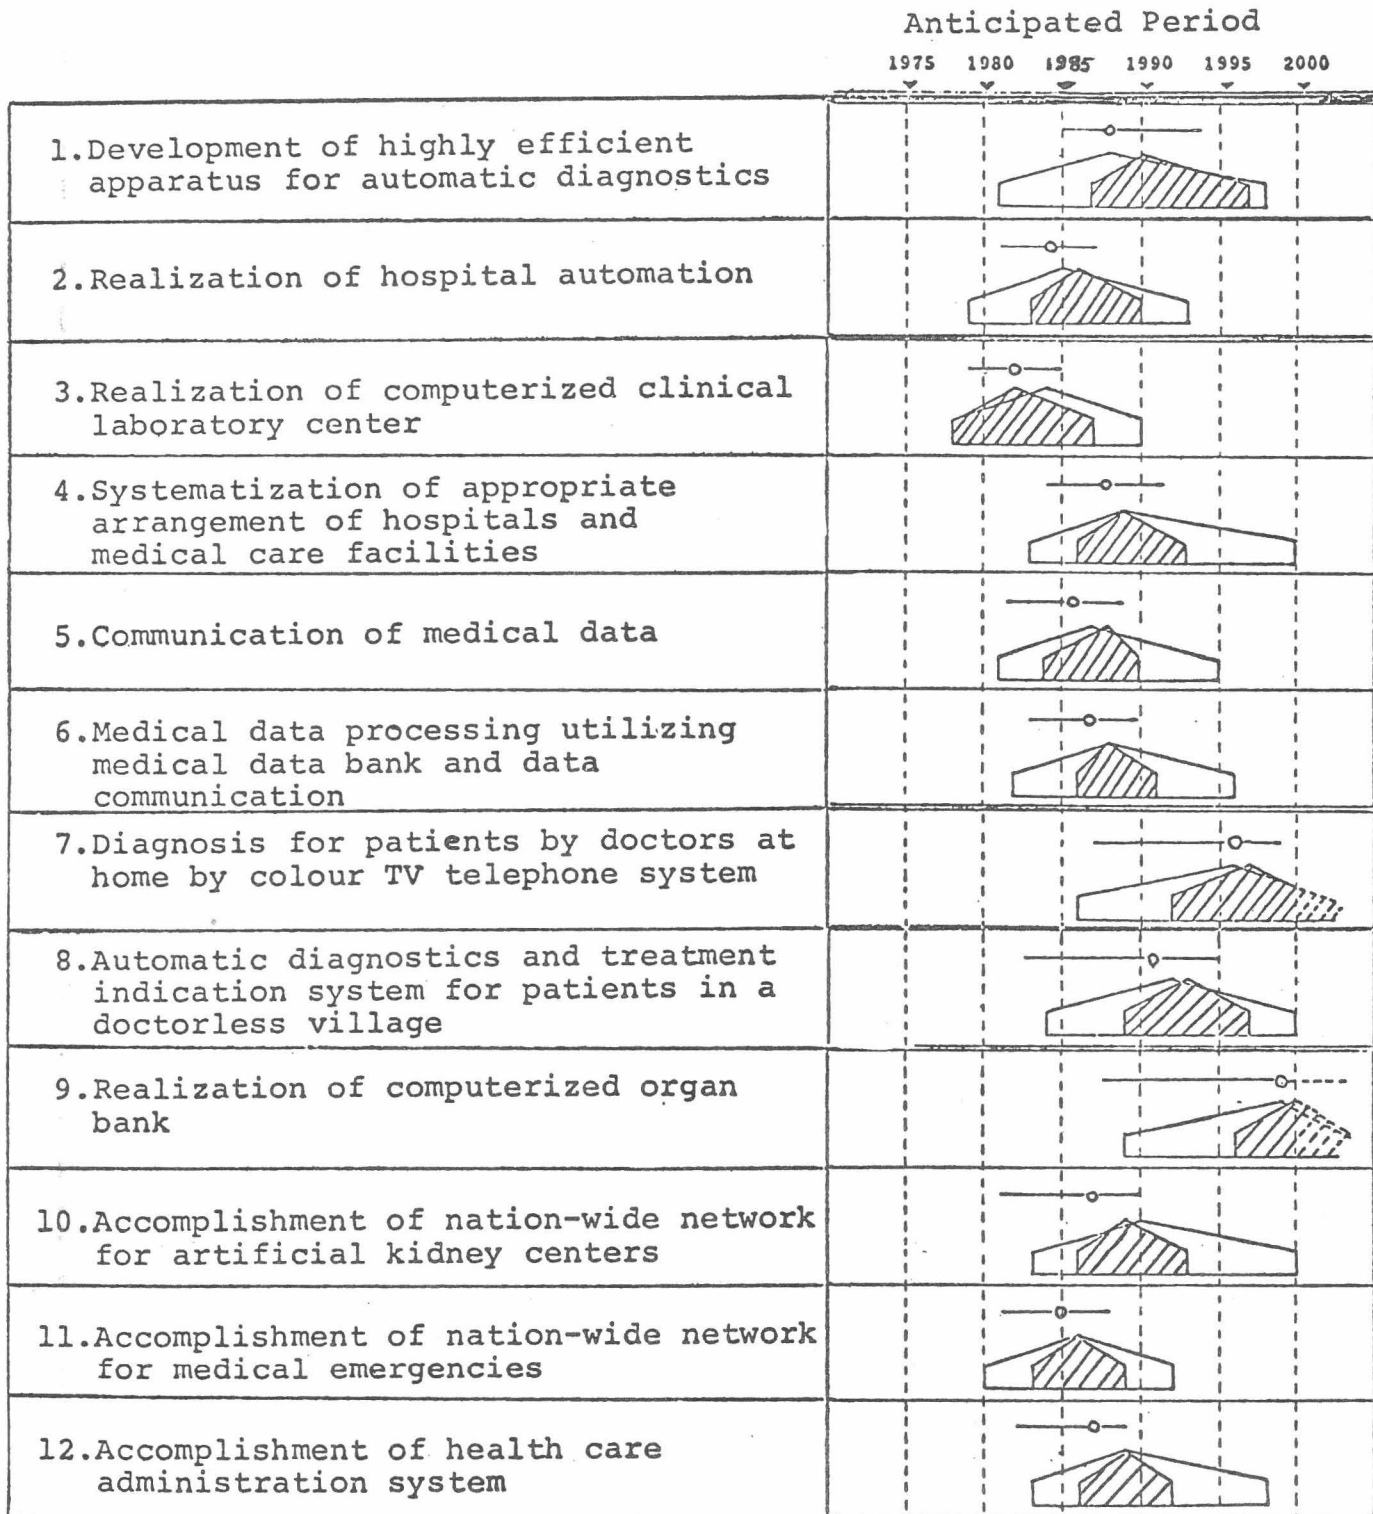 Anticipated Period
1975 1980 1985 1990 1995 2000
1.Development of highly efficient
apparatus for automatic diagnostics
2.Realization of hospital automation
3.Realization of computerized clinical
laboratory center
4.Systematization of appropriate
arrangement of hospitals and
medical care facilities
5.Communication of medical data
6.Medical data processing utilizing
medical data bank and data
communication
7.Diagnosis for patients by doctors at
home by colour TV telephone system
8.Automatic diagnostics and treatment
indication system for patients in a
doctorless village
9.Realization of computerized organ
bank
10.Accomplishment of nation-wide network
for artificial kidney centers
11.Accomplishment of nation-wide network
for medical emergencies
12.Accomplishment of health care
administration system